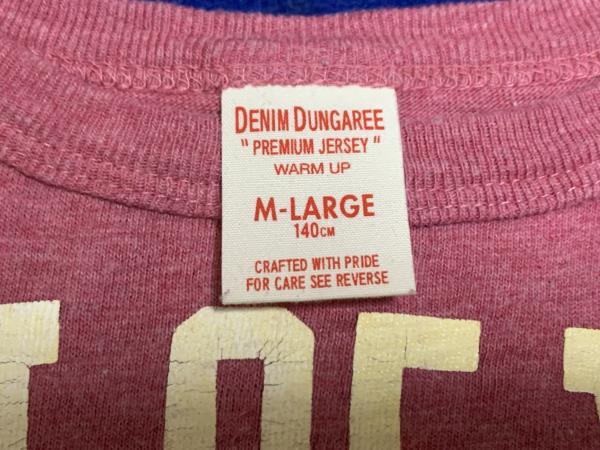 DENIM DUNGAREE
" PREMIUM JERSEY "
WARM UP
M-LARGE
140CM
CRAFTED WITH PRIDE
FOR CARE SEE REVERSE